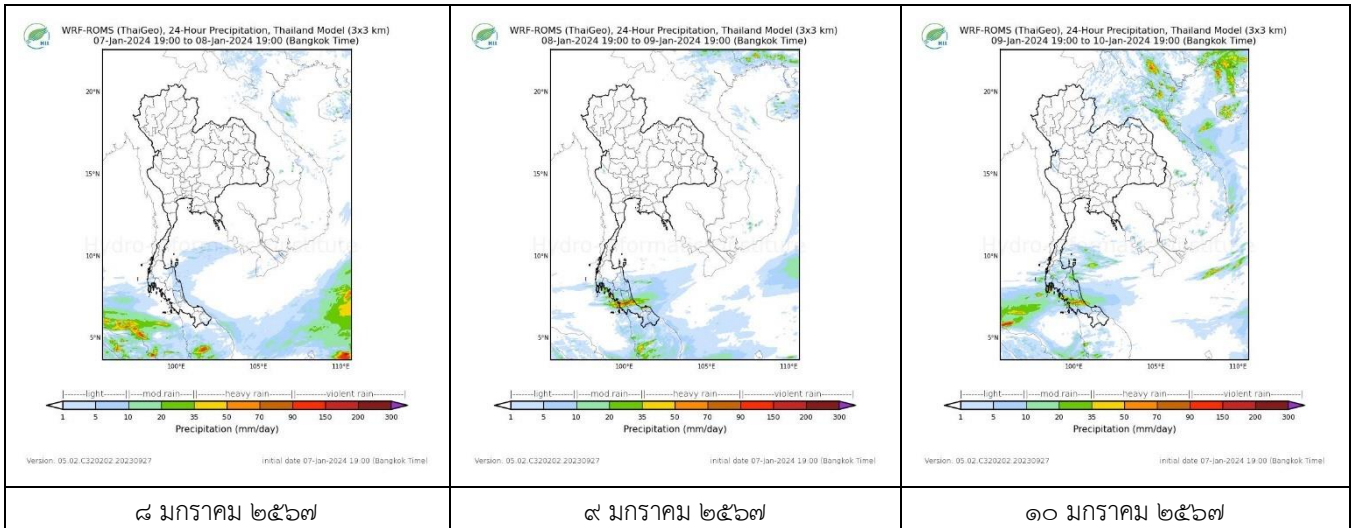 WRF-ROMS (ThaiGeo), 24-Hour Precipitation, Thailand Model (3x3 km)
07-Jan-2024 19:00 to 08-Jan-2024 19:00 (Bangkok Time)
HII
20°N
15°N
10°N
5°N
100°E 105°E 110°E
Hydro Informatics Institute
light mod rain heavy rain violent rain
1 5 10 20 35 50 70 90 150 200 300
Precipitation (mm/day)
Version: 05.02.C320202.20230927 initial date 07-Jan-2024 19:00 (Bangkok Time)
๘ มกราคม ๒๕๖๗
WRF-ROMS (ThaiGeo), 24-Hour Precipitation, Thailand Model (3x3 km)
08-Jan-2024 19:00 to 09-Jan-2024 19:00 (Bangkok Time)
HII
20°N
15°N
10°N
5°N
100°E 105°E 110°E
Hydro Informatics Institute
light mod rain heavy rain violent rain
1 5 10 20 35 50 70 90 150 200 300
Precipitation (mm/day)
Version: 05.02.C320202.20230927 initial date 07-Jan-2024 19:00 (Bangkok Time)
๙ มกราคม ๒๕๖๗
WRF-ROMS (ThaiGeo), 24-Hour Precipitation, Thailand Model (3x3 km)
09-Jan-2024 19:00 to 10-Jan-2024 19:00 (Bangkok Time)
HII
20°N
15°N
10°N
5°N
100°E 105°E 110°E
Hydro Informatics Institute
light mod rain heavy rain violent rain
1 5 10 20 35 50 70 90 150 200 300
Precipitation (mm/day)
Version: 05.02.C320202.20230927 initial date 07-Jan-2024 19:00 (Bangkok Time)
๑๐ มกราคม ๒๕๖๗